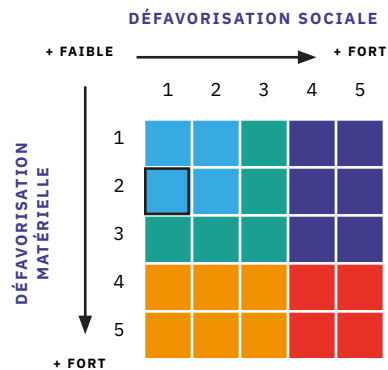 DÉFAVORISATION SOCIALE
+ FAIBLE + FORT
1 2 3 4 5
DÉFAVORISATION
MATÉRIELLE
1
2
3
4
5
+ FORT